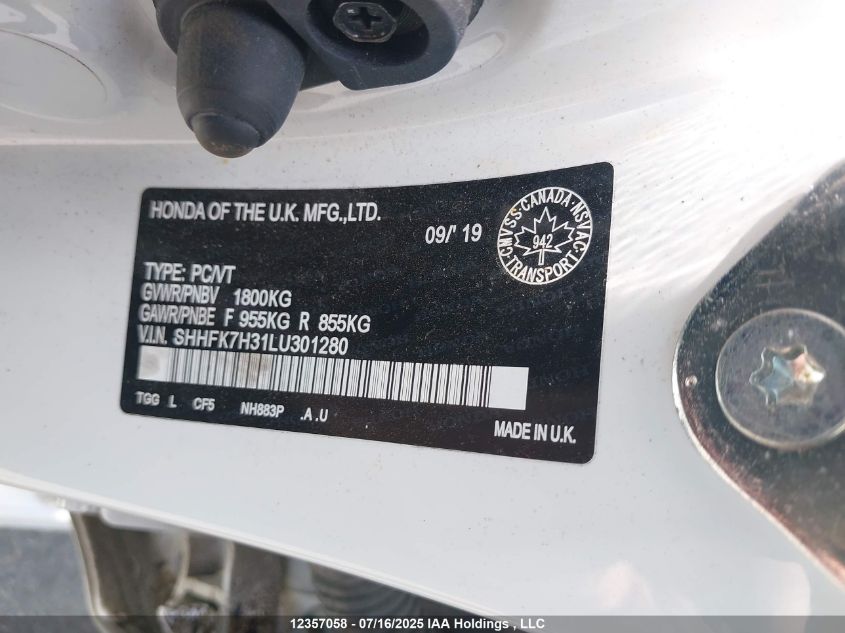 HONDA OF THE U.K. MFG.,LTD.
09/' 19
CMVSS · CANADA · NSVAC · TRANSPORT
942
TYPE: PC/VT
GVWR/PNBV 1800KG
GAWR/PNBE F 955KG R 855KG
V.I.N. SHHFK7H31LU301280
TGG L CF5 NH883P .A .U
MADE IN U.K.
12357058 - 07/16/2025 IAA Holdings , LLC